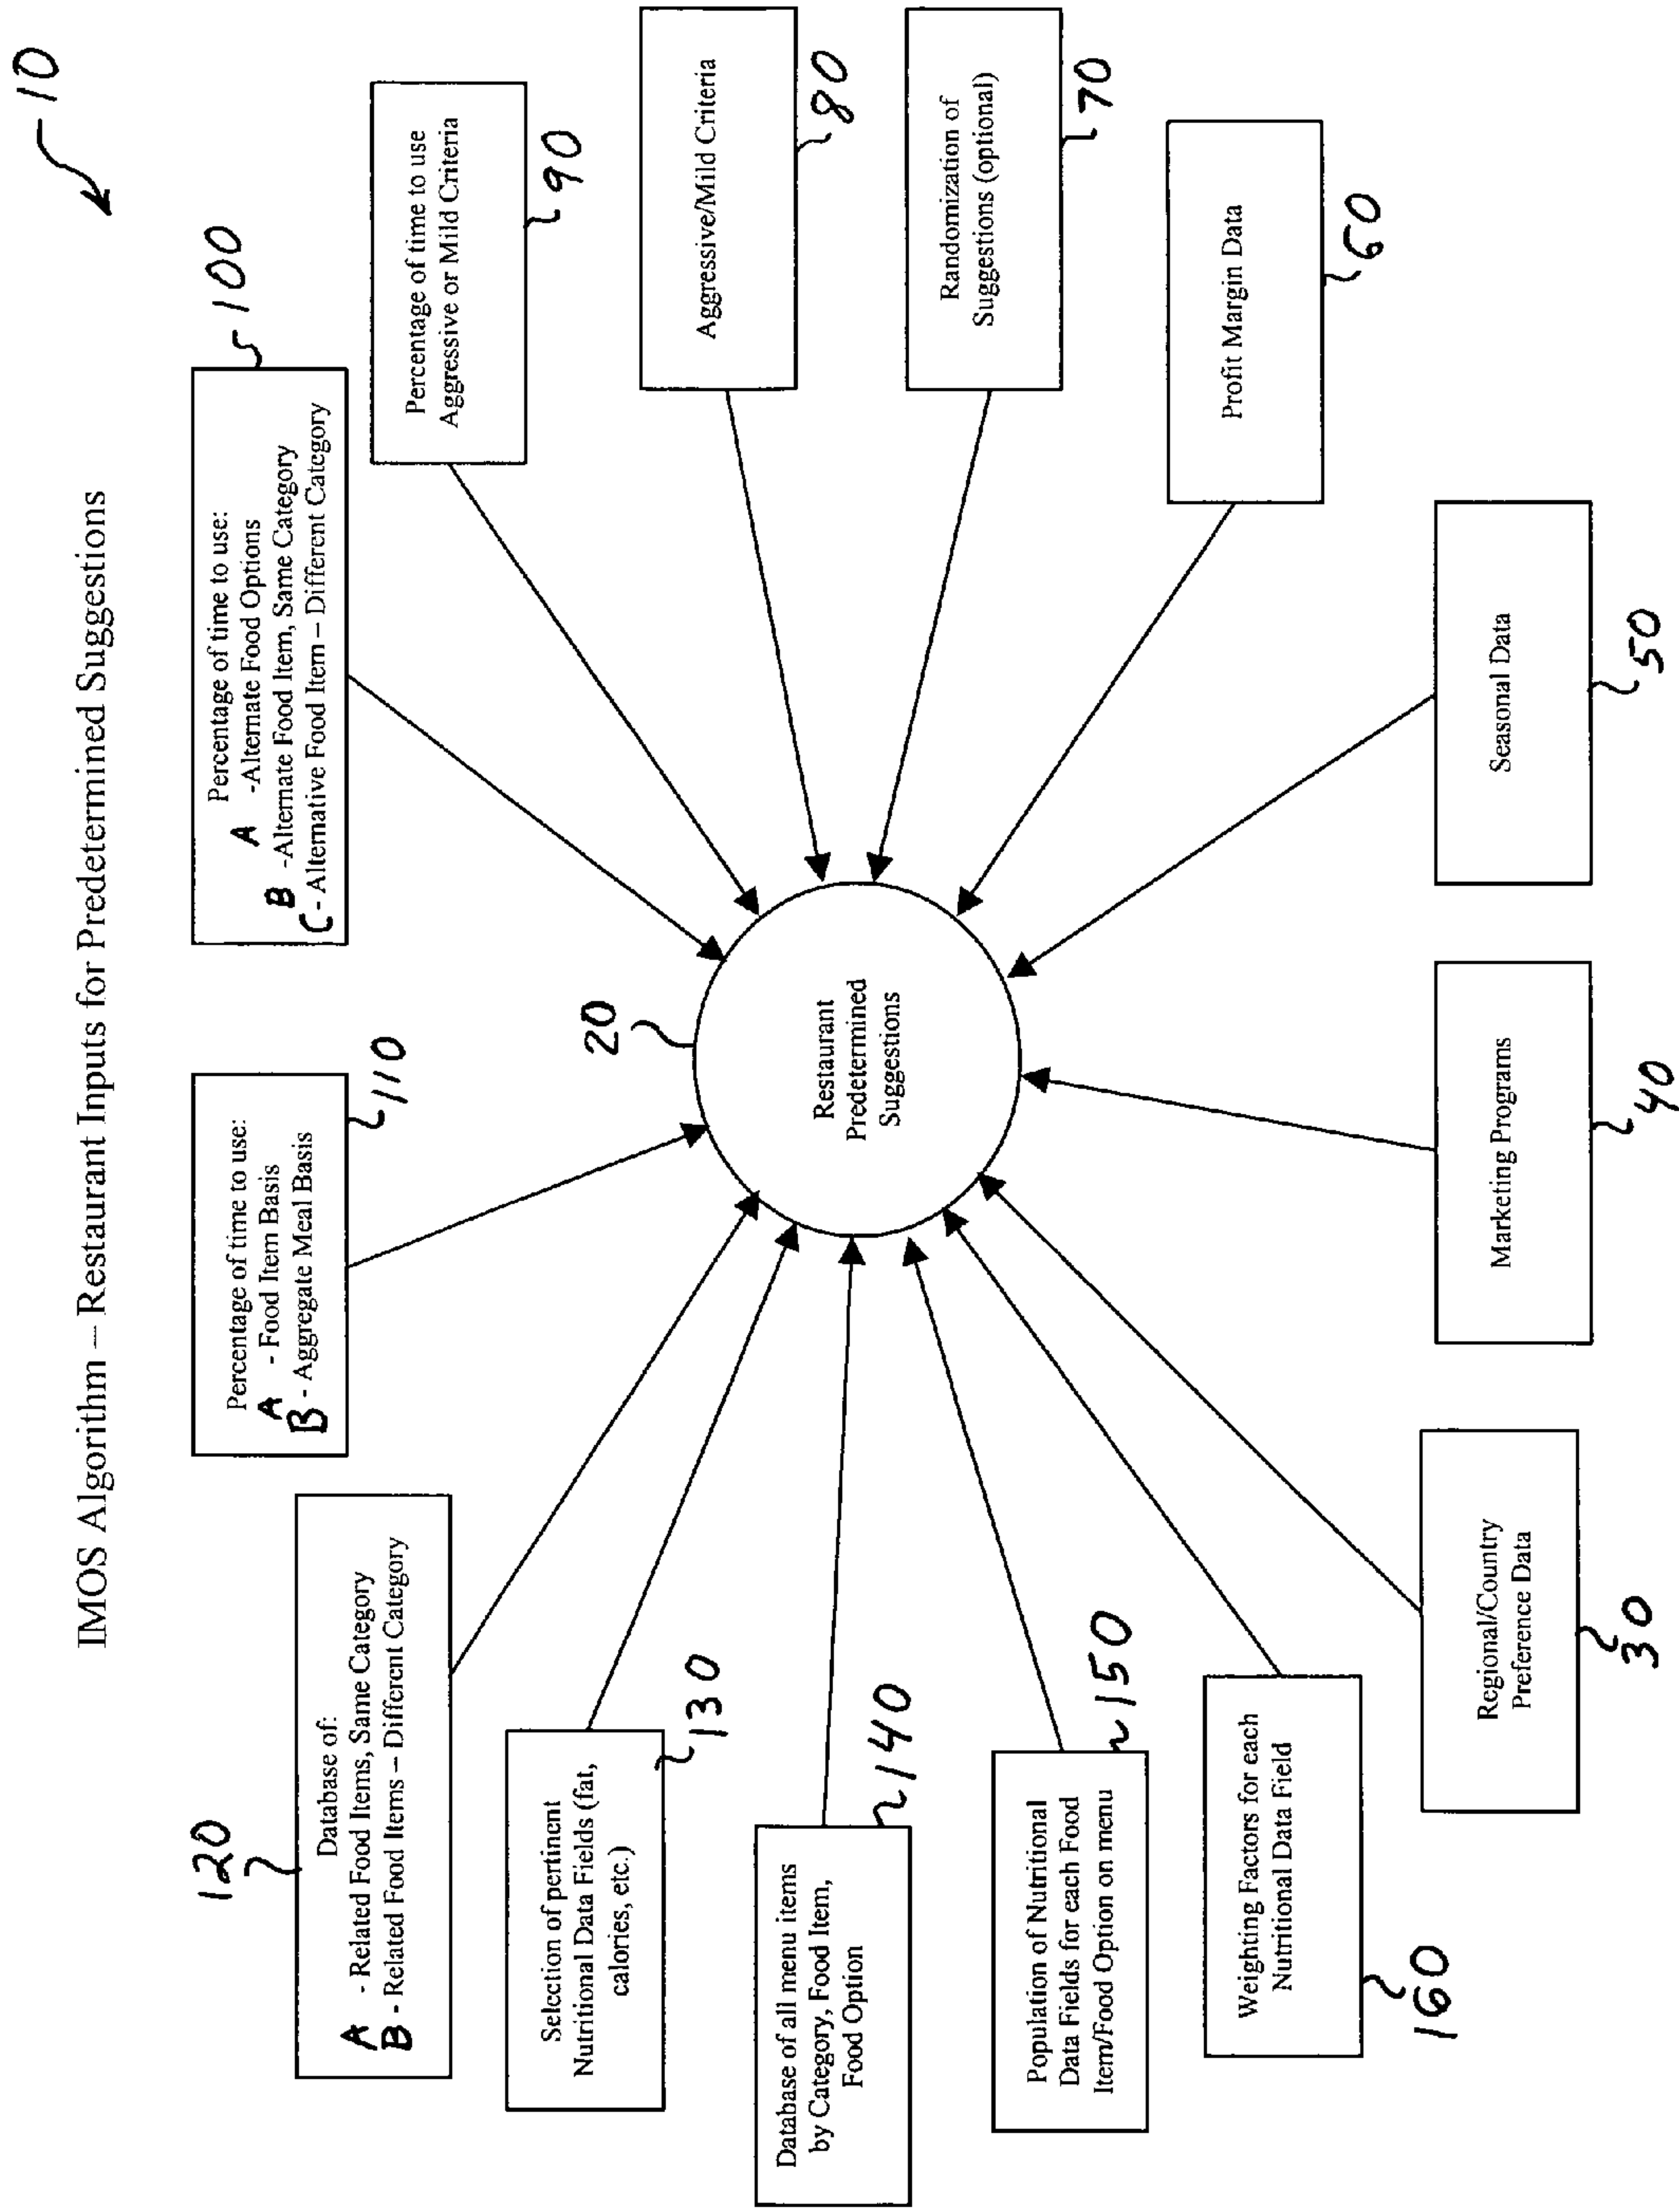 IMOS Algorithm – Restaurant Inputs for Predetermined Suggestions
10
120
Database of:
A - Related Food Items, Same Category
B - Related Food Items – Different Category
Percentage of time to use:
A - Food Item Basis
B - Aggregate Meal Basis
110
Percentage of time to use:
A -Alternate Food Options
B -Alternate Food Item, Same Category
C - Alternative Food Item – Different Category
100
Percentage of time to use
Aggressive or Mild Criteria
90
Selection of pertinent
Nutritional Data Fields (fat,
calories, etc.)
130
Aggressive/Mild Criteria
80
20
Restaurant
Predetermined
Suggestions
Database of all menu items
by Category, Food Item,
Food Option
140
Randomization of
Suggestions (optional)
70
Population of Nutritional
Data Fields for each Food
Item/Food Option on menu
150
Profit Margin Data
60
Weighting Factors for each
Nutritional Data Field
160
Regional/Country
Preference Data
30
Marketing Programs
40
Seasonal Data
50